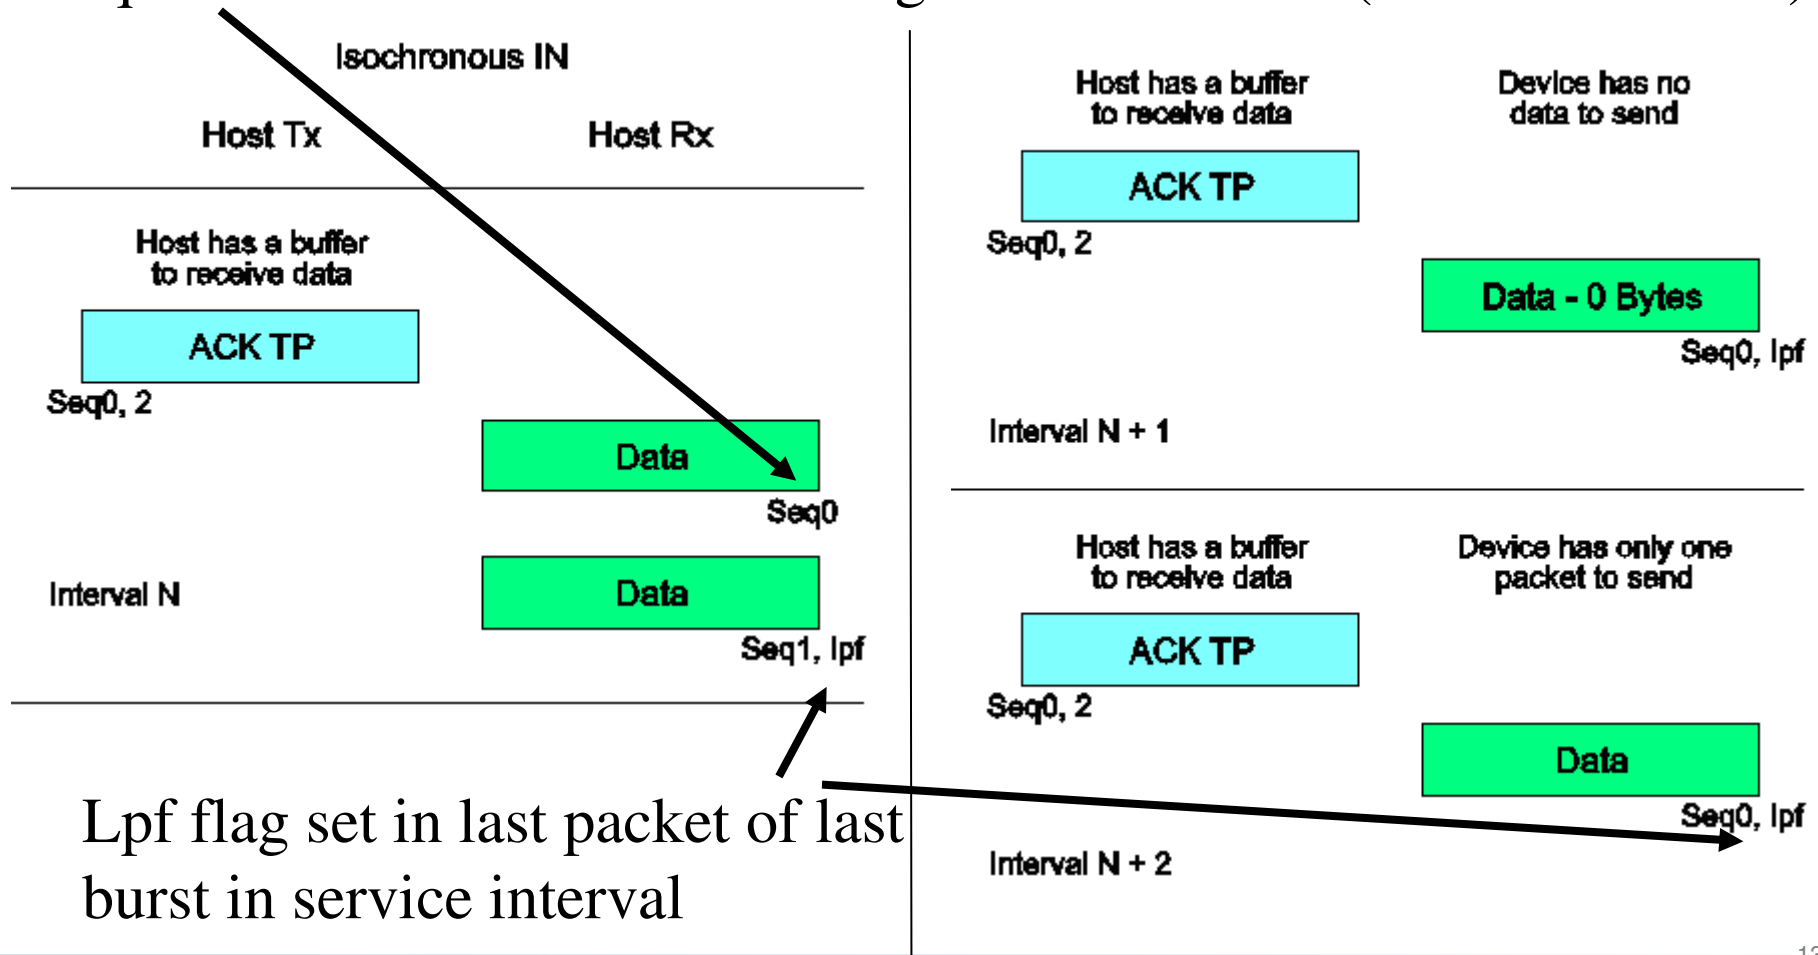 Isochronous IN
Host Tx
Host Rx
Host has a buffer
to receive data
ACK TP
Seq0, 2
Data
Seq0
Interval N
Data
Seq1, lpf
Lpf flag set in last packet of last
burst in service interval
Host has a buffer
to receive data
Device has no
data to send
ACK TP
Seq0, 2
Data - 0 Bytes
Seq0, lpf
Interval N + 1
Host has a buffer
to receive data
Device has only one
packet to send
ACK TP
Seq0, 2
Data
Seq0, lpf
Interval N + 2